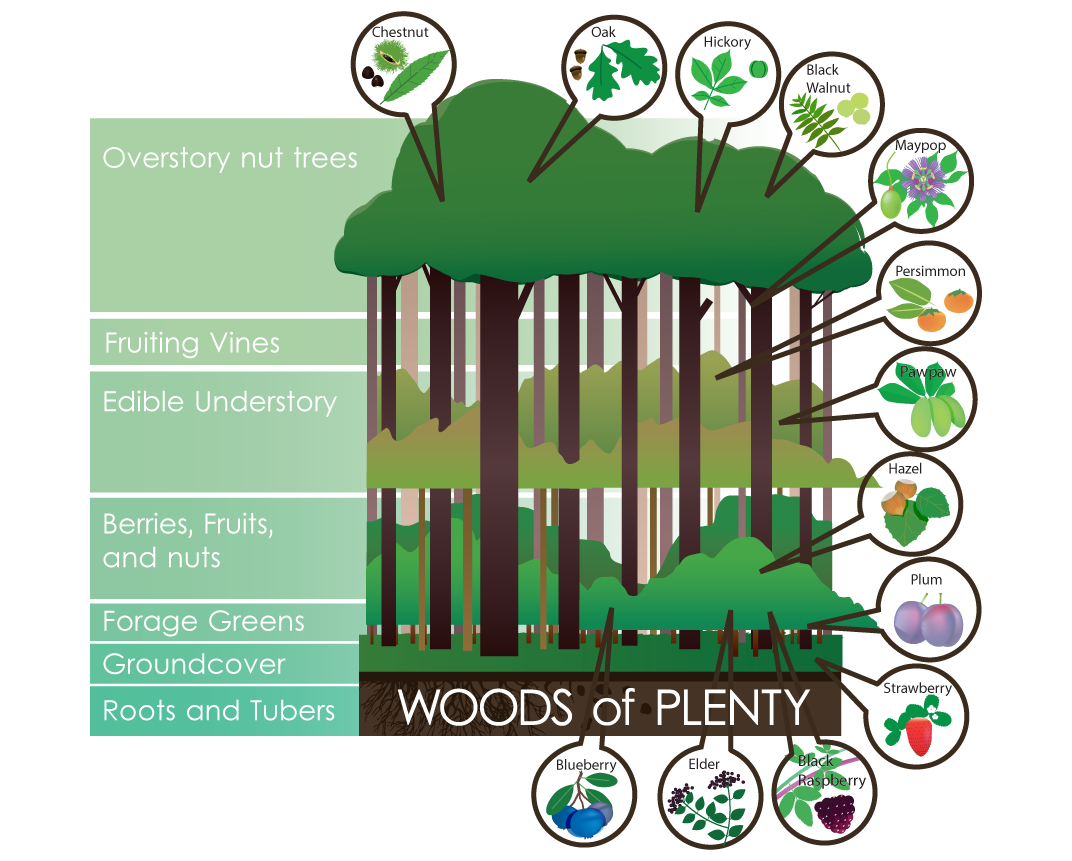 Chestnut
Oak
Hickory
Black
Walnut
Maypop
Persimmon
Pawpaw
Hazel
Plum
Strawberry
Blueberry
Elder
Black
Raspberry
Overstory nut trees
Fruiting Vines
Edible Understory
Berries, Fruits,
and nuts
Forage Greens
Groundcover
Roots and Tubers
WOODS of PLENTY